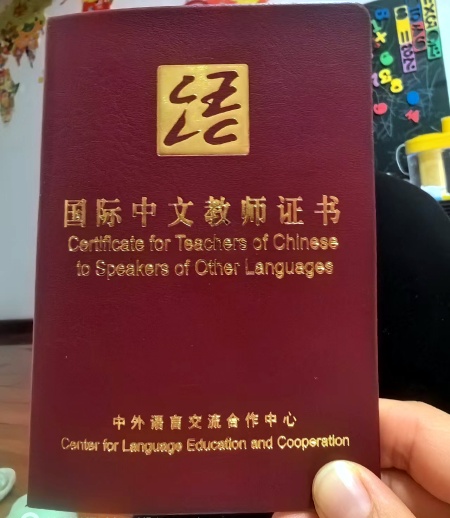 语
国际中文教师证书
Certificate for Teachers of Chinese
to Speakers of Other Languages
中外语言交流合作中心
Center for Language Education and Cooperation